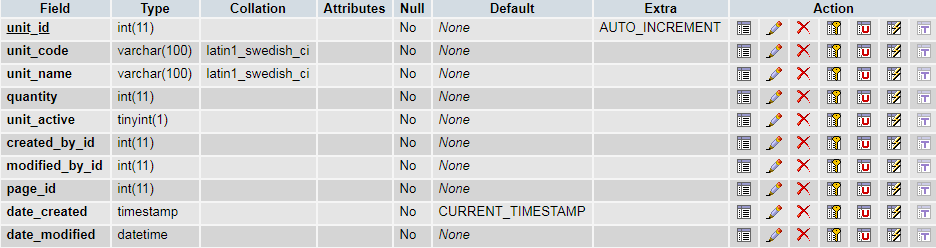 Field Type Collation Attributes Null Default Extra Action
unit_id int(11) No None AUTO_INCREMENT
unit_code varchar(100) latin1_swedish_ci No None
unit_name varchar(100) latin1_swedish_ci No None
quantity int(11) No None
unit_active tinyint(1) No None
created_by_id int(11) No None
modified_by_id int(11) No None
page_id int(11) No None
date_created timestamp No CURRENT_TIMESTAMP
date_modified datetime No None